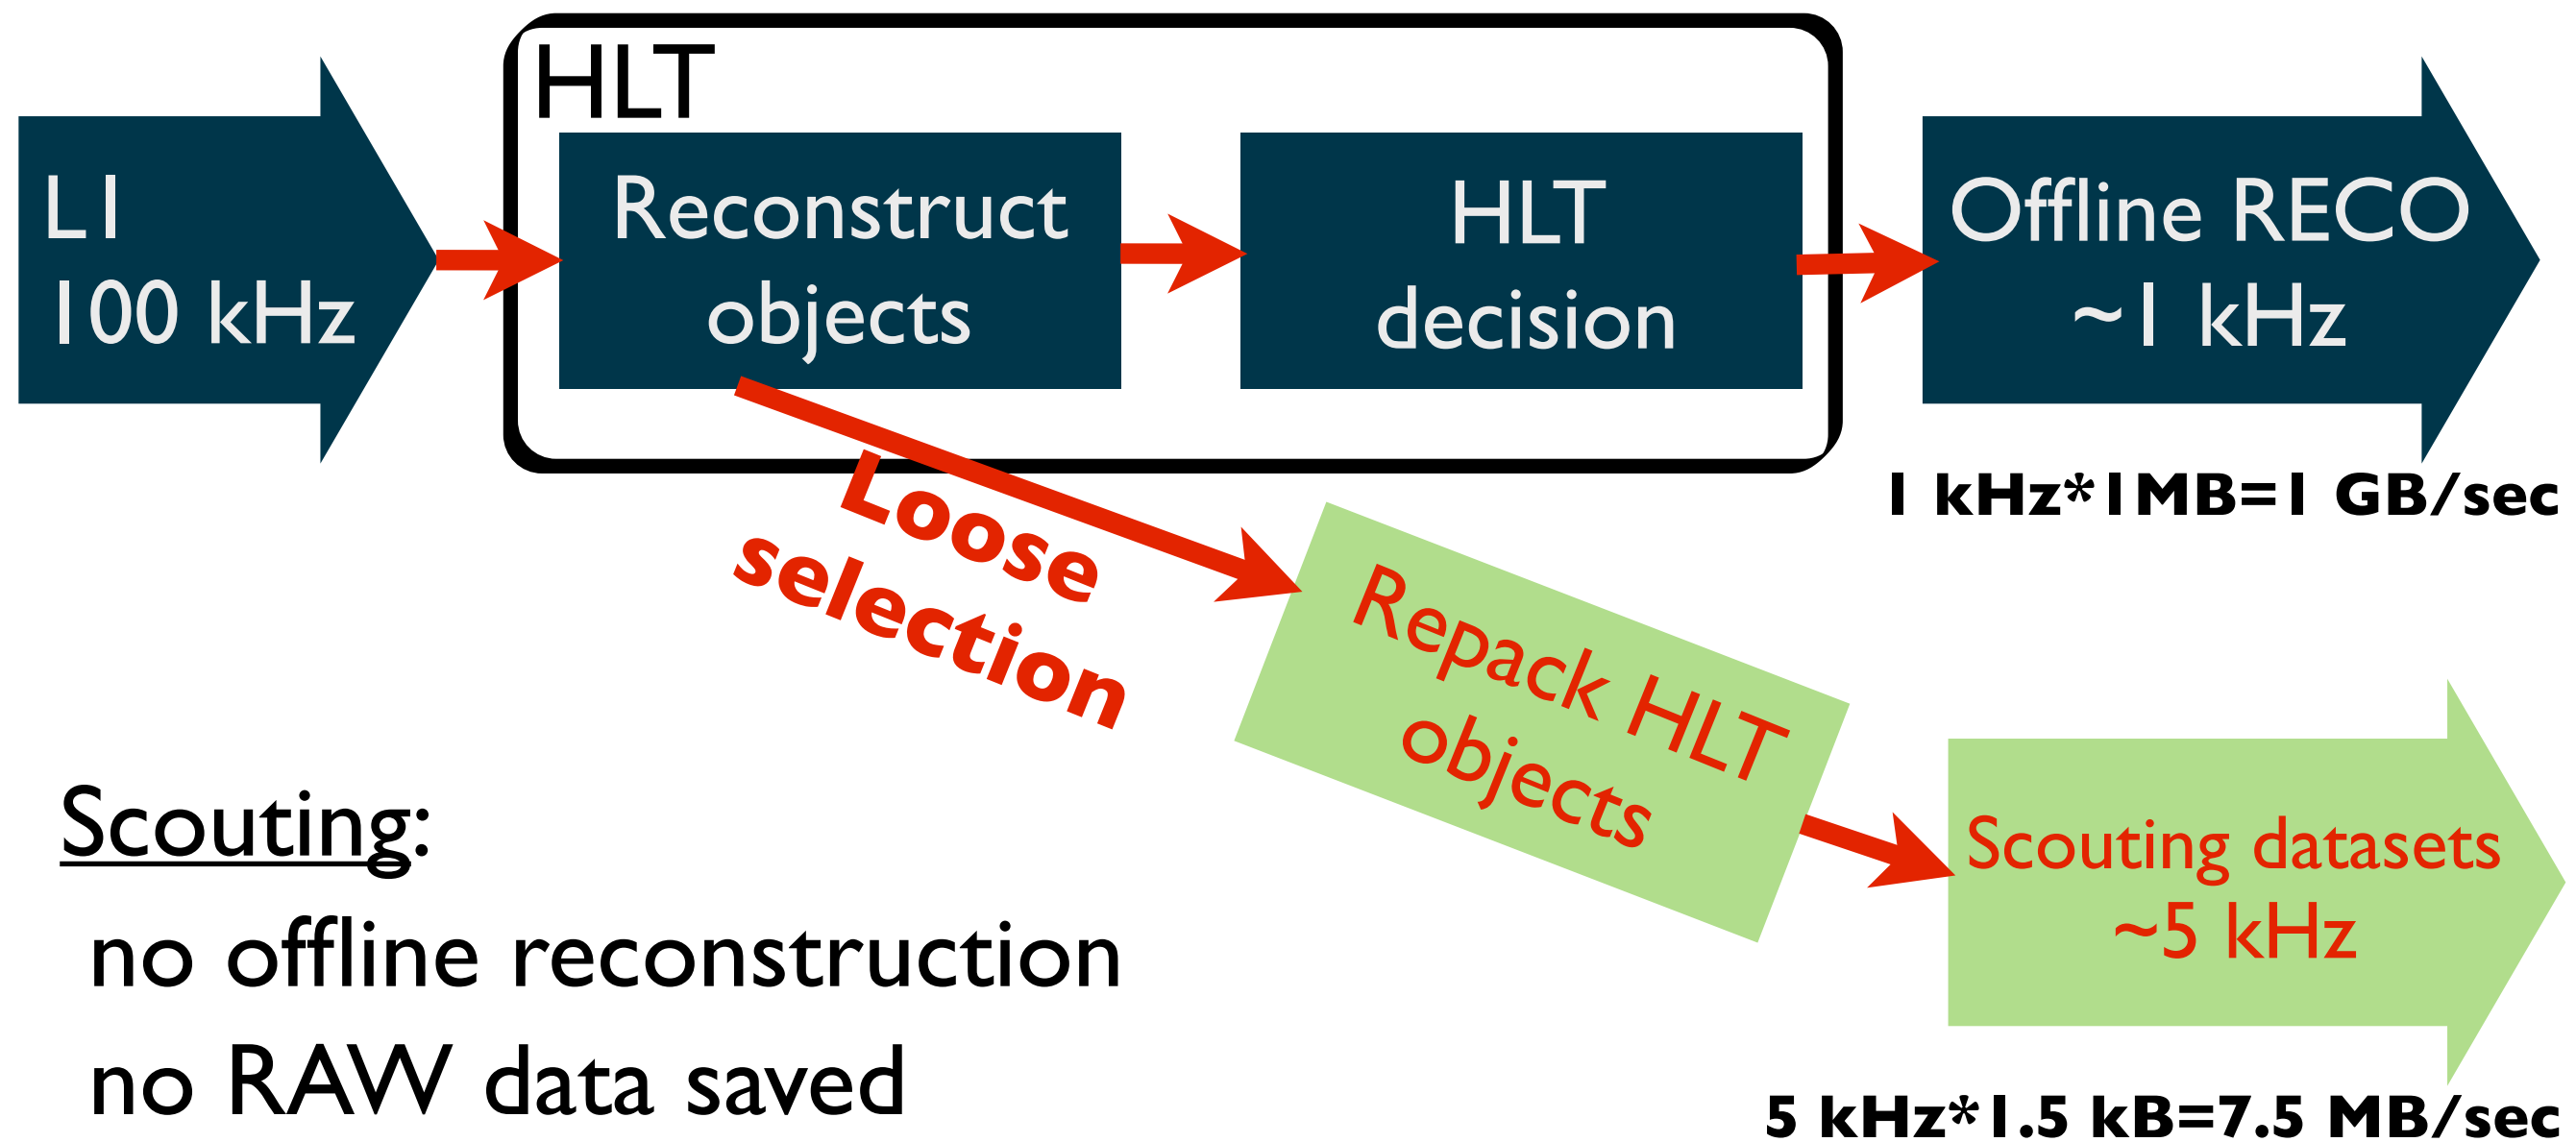 HLT
L1
100 kHz
Reconstruct
objects
HLT
decision
Offline RECO
~1 kHz
1 kHz*1MB=1 GB/sec
Loose
selection
Repack HLT
objects
Scouting datasets
~5 kHz
5 kHz*1.5 kB=7.5 MB/sec
Scouting:
no offline reconstruction
no RAW data saved